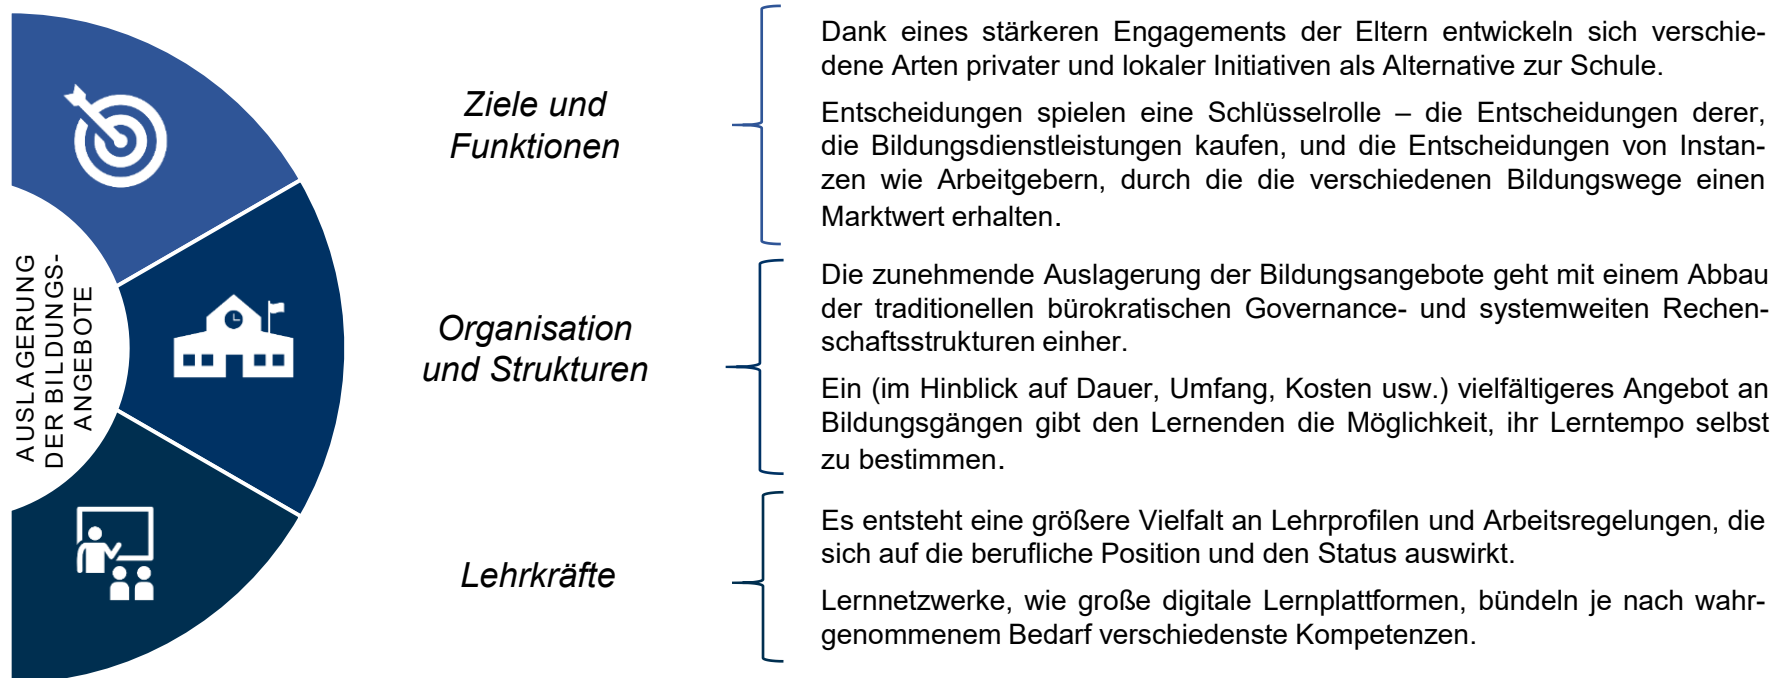 AUSLAGERUNG
DER BILDUNGS-
ANGEBOTE
Ziele und
Funktionen
Dank eines stärkeren Engagements der Eltern entwickeln sich verschie-
dene Arten privater und lokaler Initiativen als Alternative zur Schule.
Entscheidungen spielen eine Schlüsselrolle – die Entscheidungen derer,
die Bildungsdienstleistungen kaufen, und die Entscheidungen von Instan-
zen wie Arbeitgebern, durch die die verschiedenen Bildungswege einen
Marktwert erhalten.
Organisation
und Strukturen
Die zunehmende Auslagerung der Bildungsangebote geht mit einem Abbau
der traditionellen bürokratischen Governance- und systemweiten Rechen-
schaftsstrukturen einher.
Ein (im Hinblick auf Dauer, Umfang, Kosten usw.) vielfältigeres Angebot an
Bildungsgängen gibt den Lernenden die Möglichkeit, ihr Lerntempo selbst
zu bestimmen.
Lehrkräfte
Es entsteht eine größere Vielfalt an Lehrprofilen und Arbeitsregelungen, die
sich auf die berufliche Position und den Status auswirkt.
Lernnetzwerke, wie große digitale Lernplattformen, bündeln je nach wahr-
genommenem Bedarf verschiedenste Kompetenzen.